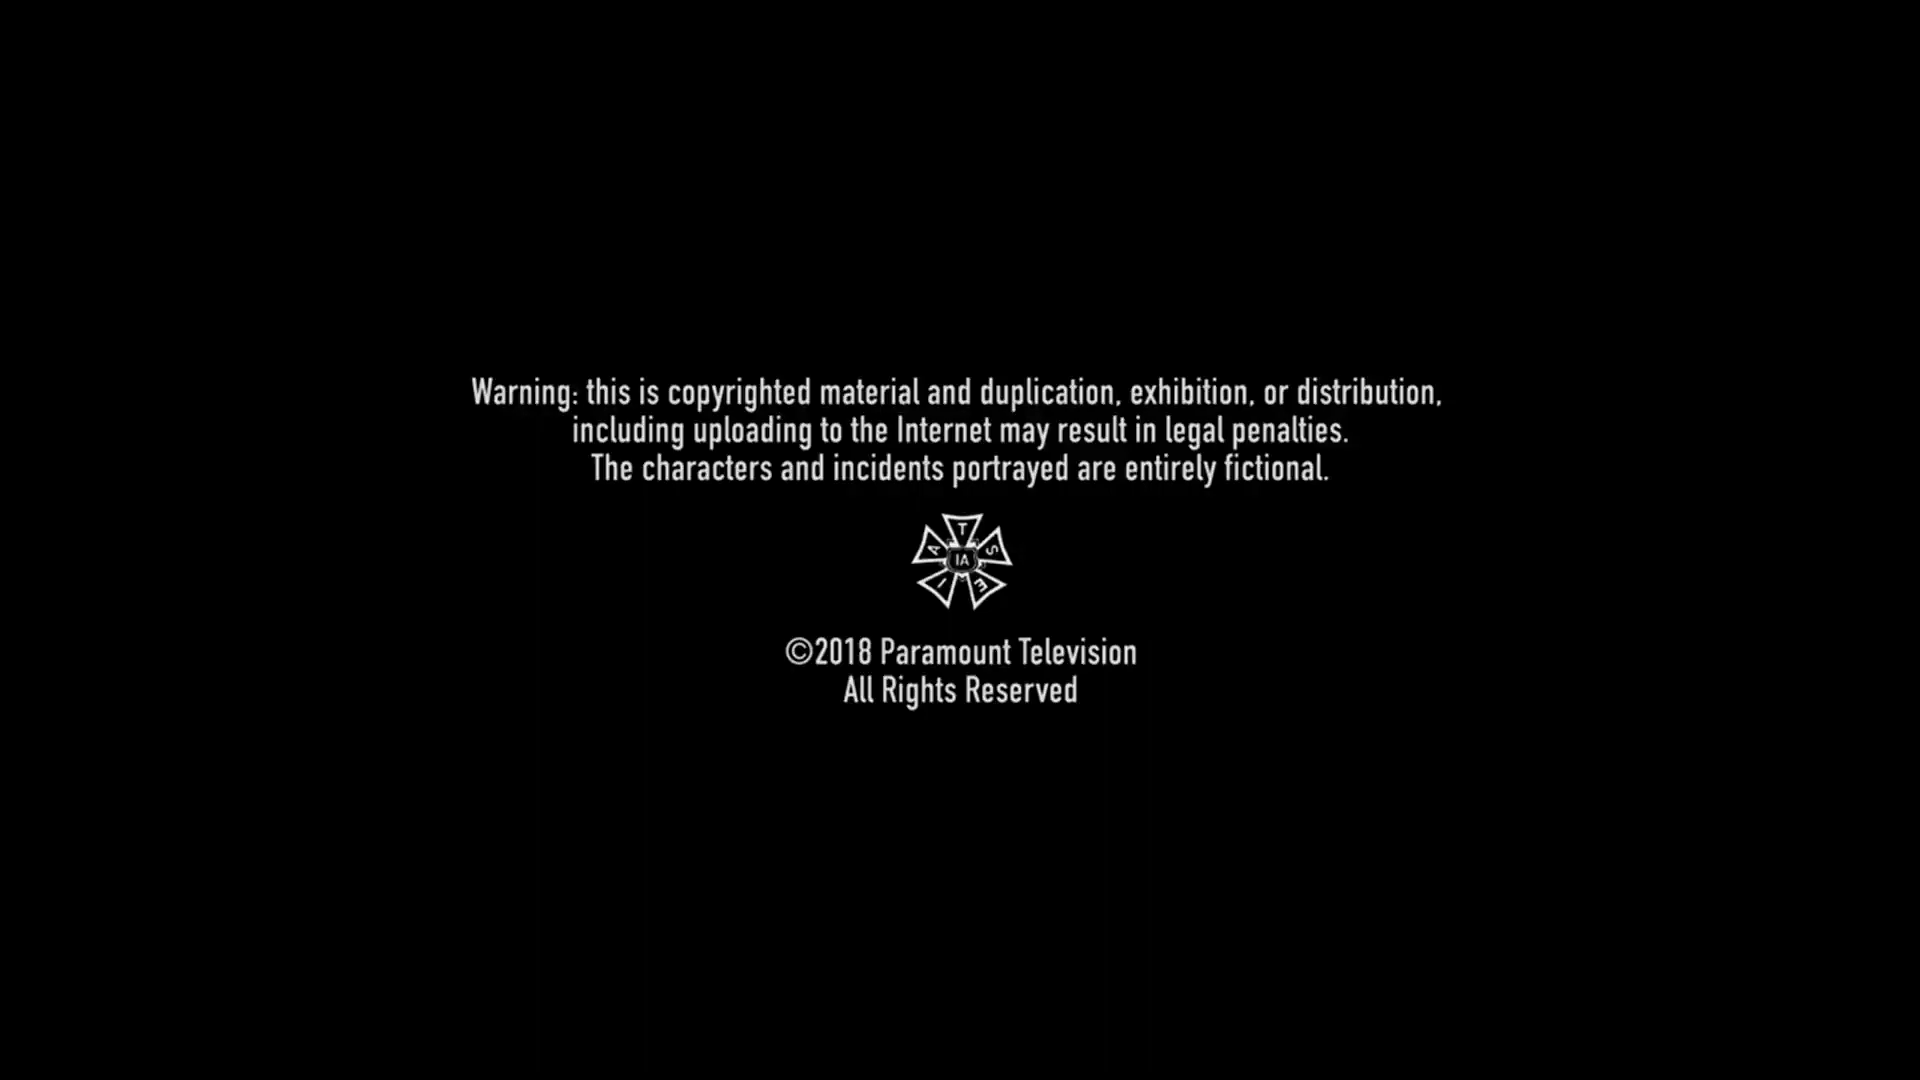 Warning: this is copyrighted material and duplication, exhibition, or distribution,
including uploading to the Internet may result in legal penalties.
The characters and incidents portrayed are entirely fictional.
I A T S E
IA
©2018 Paramount Television
All Rights Reserved